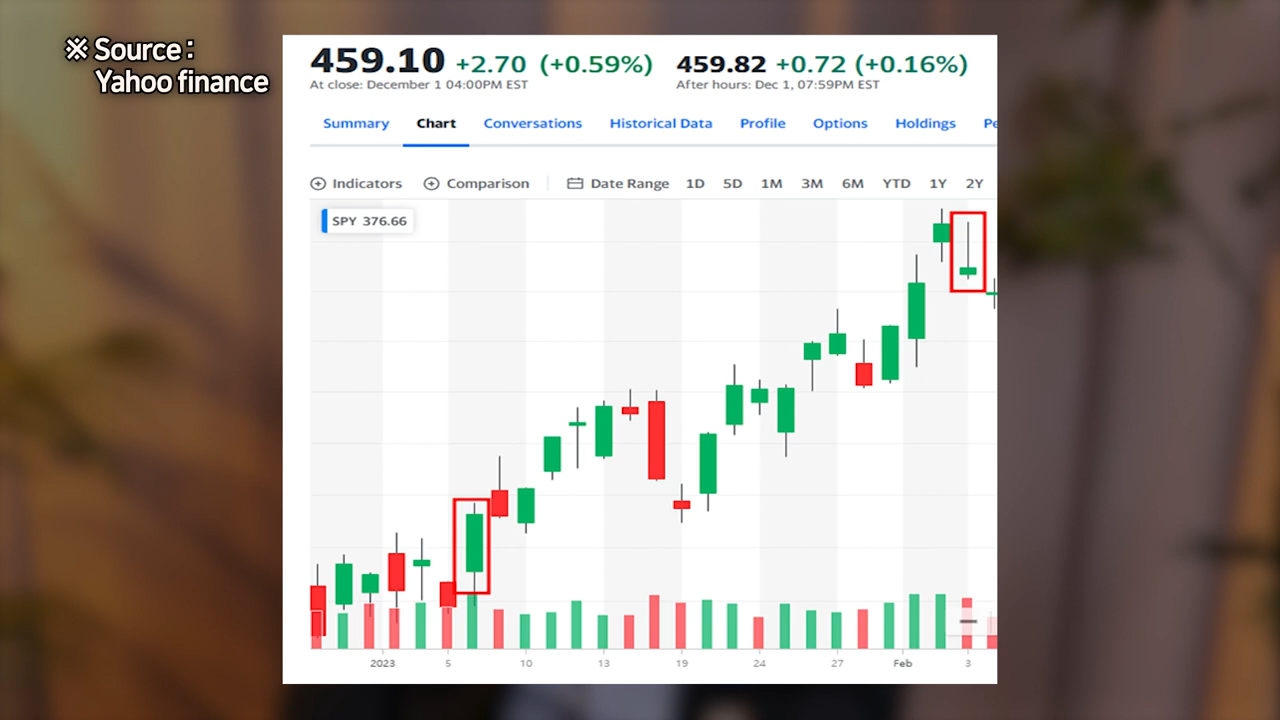 ※ Source :
Yahoo finance
459.10 +2.70 (+0.59%) 459.82 +0.72 (+0.16%)
At close: December 1 04:00PM EST After hours: Dec 1, 07:59PM EST
Summary Chart Conversations Historical Data Profile Options Holdings Pe
Indicators Comparison Date Range 1D 5D 1M 3M 6M YTD 1Y 2Y
SPY 376.66
2023 5 10 13 19 24 27 Feb 3